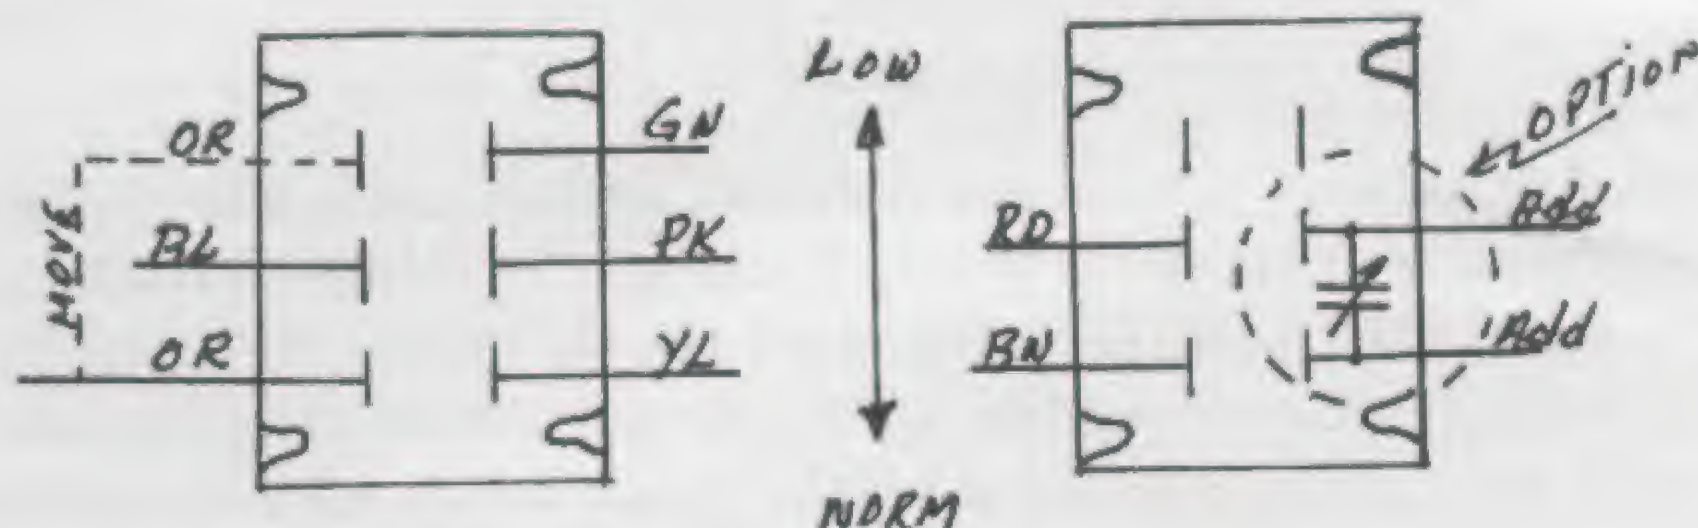 LOW
OPTION
OR
GN
MOVE
BL
PK
RD
Add
OR
YL
BN
Add
NORM